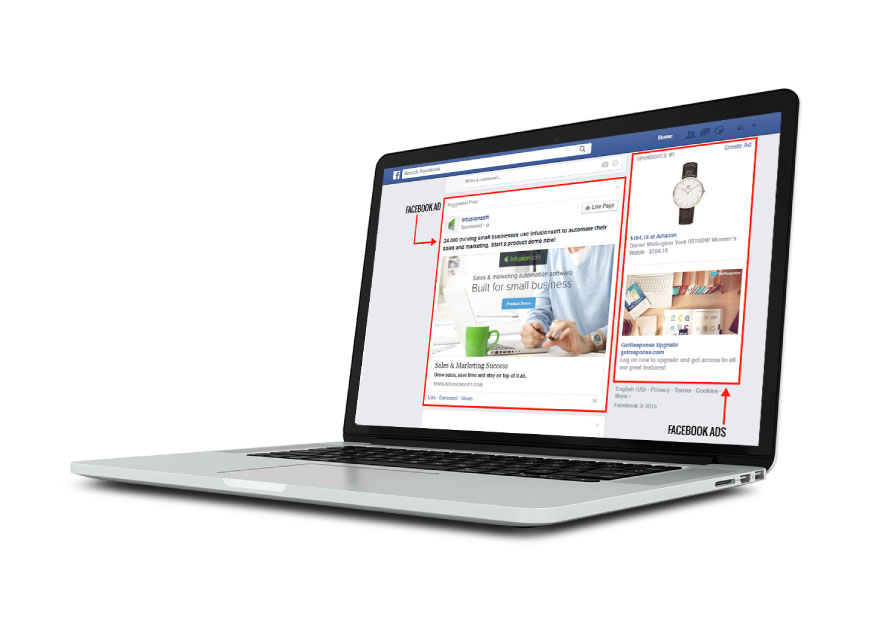 f
Search Facebook
Home
Write a comment...
FACEBOOK AD
Suggested Post
Infusionsoft
Sponsored
Like Page
24,000 thriving small businesses use Infusionsoft to automate their
sales and marketing. Start a product demo now!
Infusionsoft
Sales & marketing automation software
Built for small business
Product Demo
Sales & Marketing Success
Grow sales, save time and stay on top of it all.
WWW.INFUSIONSOFT.COM
Like · Comment · Share
SPONSORED
Create Ad
$164.10 at Amazon
Daniel Wellington York 0510DW Women's
Watch $164.10
GetResponse Upgrade
getresponse.com
Log on now to upgrade and get access to all
our great features!
English (US) · Privacy · Terms · Cookies ·
More ·
Facebook © 2015
FACEBOOK ADS